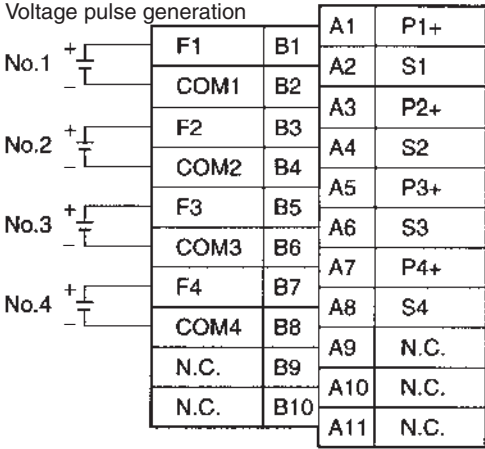 Voltage pulse generation
No.1 + − F1 B1
COM1 B2
No.2 + − F2 B3
COM2 B4
No.3 + − F3 B5
COM3 B6
No.4 + − F4 B7
COM4 B8
N.C. B9
N.C. B10
A1 P1+
A2 S1
A3 P2+
A4 S2
A5 P3+
A6 S3
A7 P4+
A8 S4
A9 N.C.
A10 N.C.
A11 N.C.